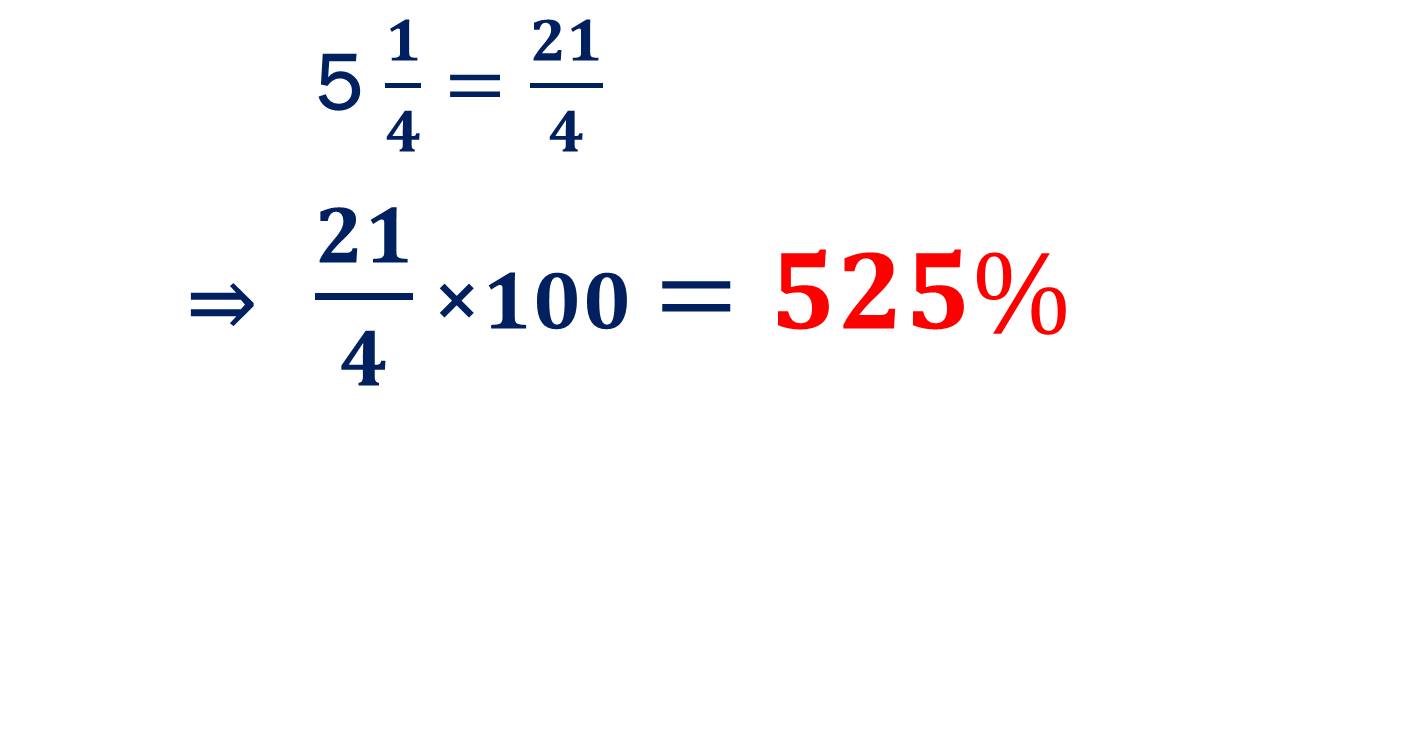 5 1/4 = 21/4
⇒ 21/4 ×100 = 525%